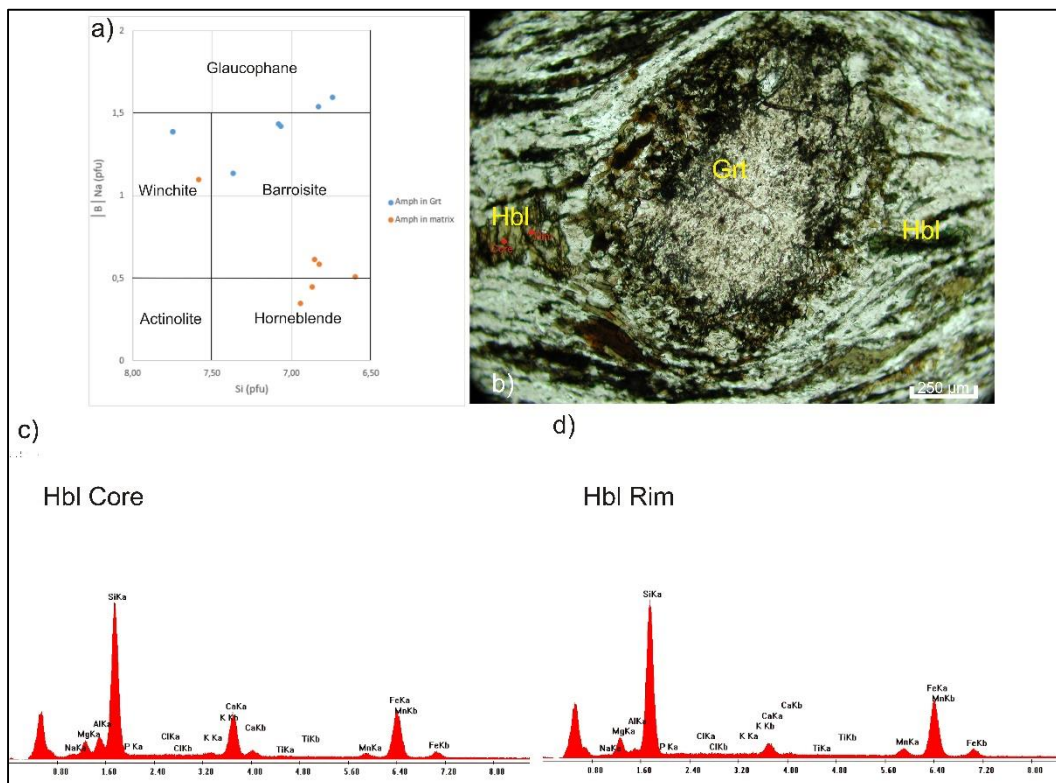 a)
2
Glaucophane
1,5
Winchite
Barroisite
1
Amph in Grt
Amph in matrix
0,5
Actinolite
Horneblende
0
8,00 7,50 7,00 6,50
Si (pfu)
|B|Na (pfu)
Grt
Hbl
Hbl
b)
250 µm
c)
Hbl Core
SiKa
CaKa
K Kb
AlKa
MgKa
NaKa
P Ka
ClKa
ClKb
K Ka
CaKb
TiKa
TiKb
MnKa
FeKa
MnKb
FeKb
0.80 1.60 2.40 3.20 4.00 4.80 5.60 6.40 7.20 8.00
d)
Hbl Rim
SiKa
CaKb
CaKa
K Kb
AlKa
MgKa
NaKa
P Ka
ClKa
ClKb
K Ka
TiKa
TiKb
MnKa
FeKa
MnKb
FeKb
0.80 1.60 2.40 3.20 4.00 4.80 5.60 6.40 7.20 8.00